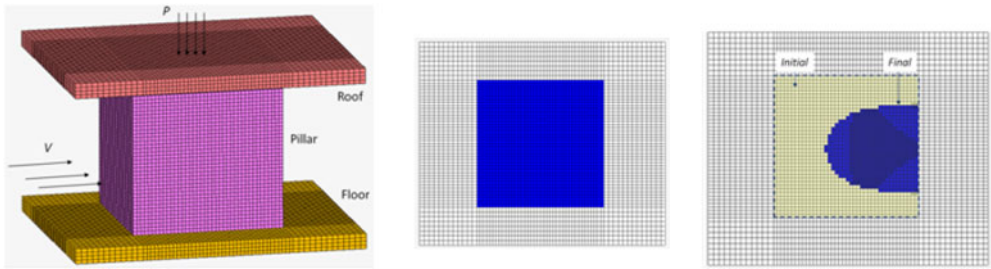 P
Roof
Pillar
V
Floor
Initial
Final